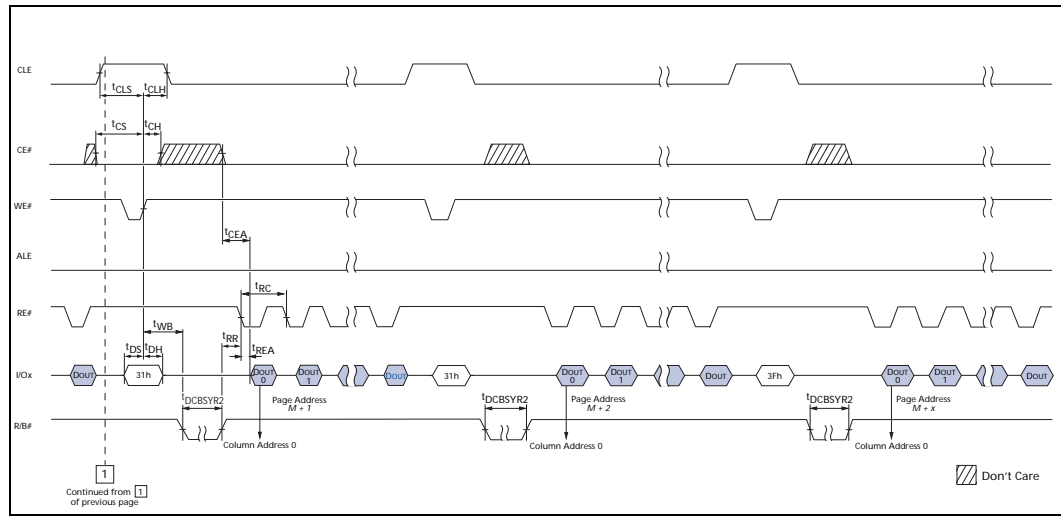 CLE
tCLS tCLH
tCS tCH
CE#
WE#
tCEA
ALE
tRC
RE#
tWB
tRR
tREA
tDS tDH
I/Ox
DOUT
31h
DOUT 0
DOUT 1
DOUT
31h
DOUT 0
DOUT 1
DOUT
3Fh
DOUT 0
DOUT 1
DOUT
tDCBSYR2
Page Address
M + 1
tDCBSYR2
Page Address
M + 2
tDCBSYR2
Page Address
M + x
R/B#
Column Address 0
Column Address 0
Column Address 0
1
Continued from 1
of previous page
Don't Care